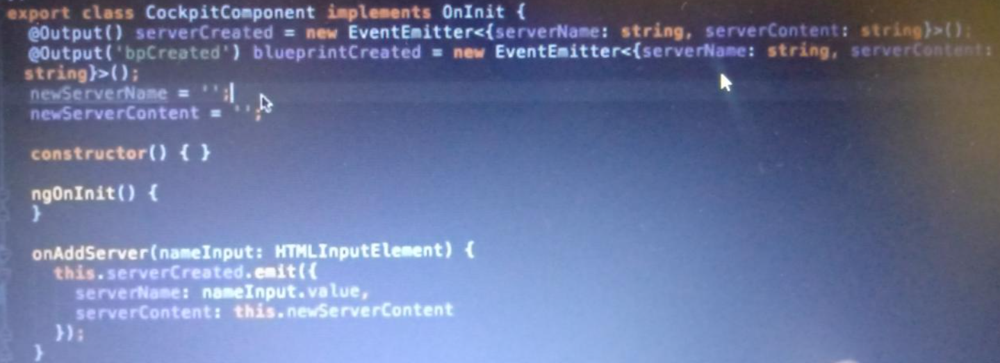 export class CockpitComponent implements OnInit {
@Output() serverCreated = new EventEmitter<{serverName: string, serverContent: string}>();
@Output('bpCreated') blueprintCreated = new EventEmitter<{serverName: string, serverContent:
string}>();
newServerName = '';
newServerContent = '';
constructor() { }
ngOnInit() {
}
onAddServer(nameInput: HTMLInputElement) {
this.serverCreated.emit({
serverName: nameInput.value,
serverContent: this.newServerContent
});
}